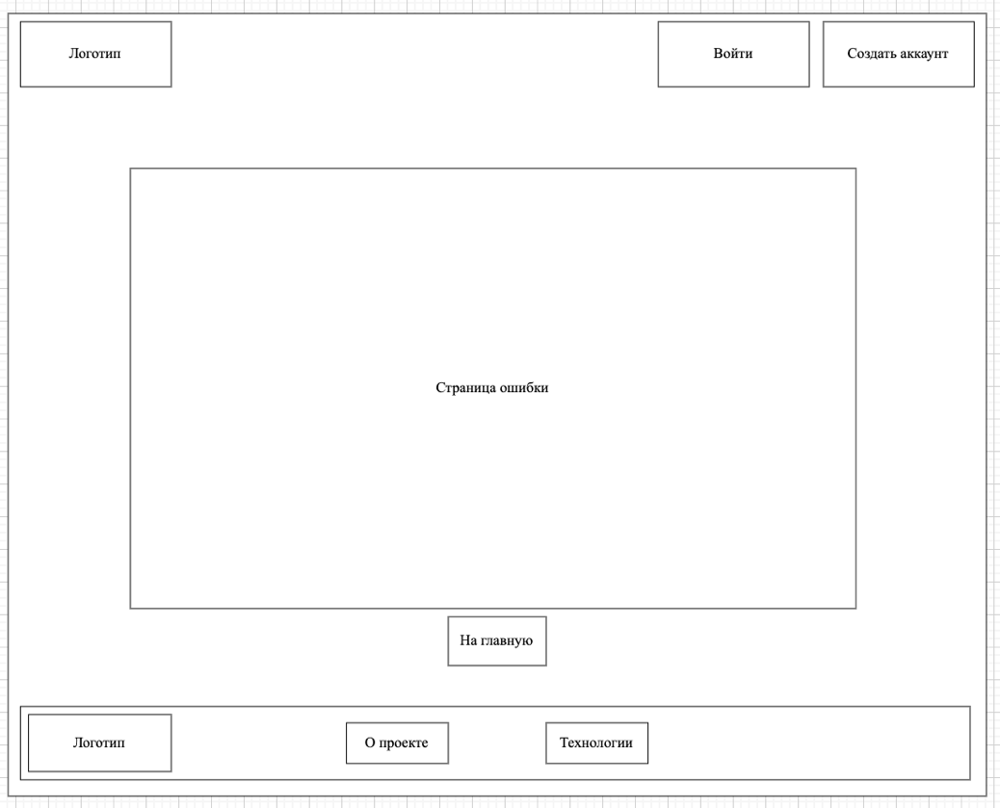 Логотип
Войти
Создать аккаунт
Страница ошибки
На главную
Логотип
О проекте
Технологии